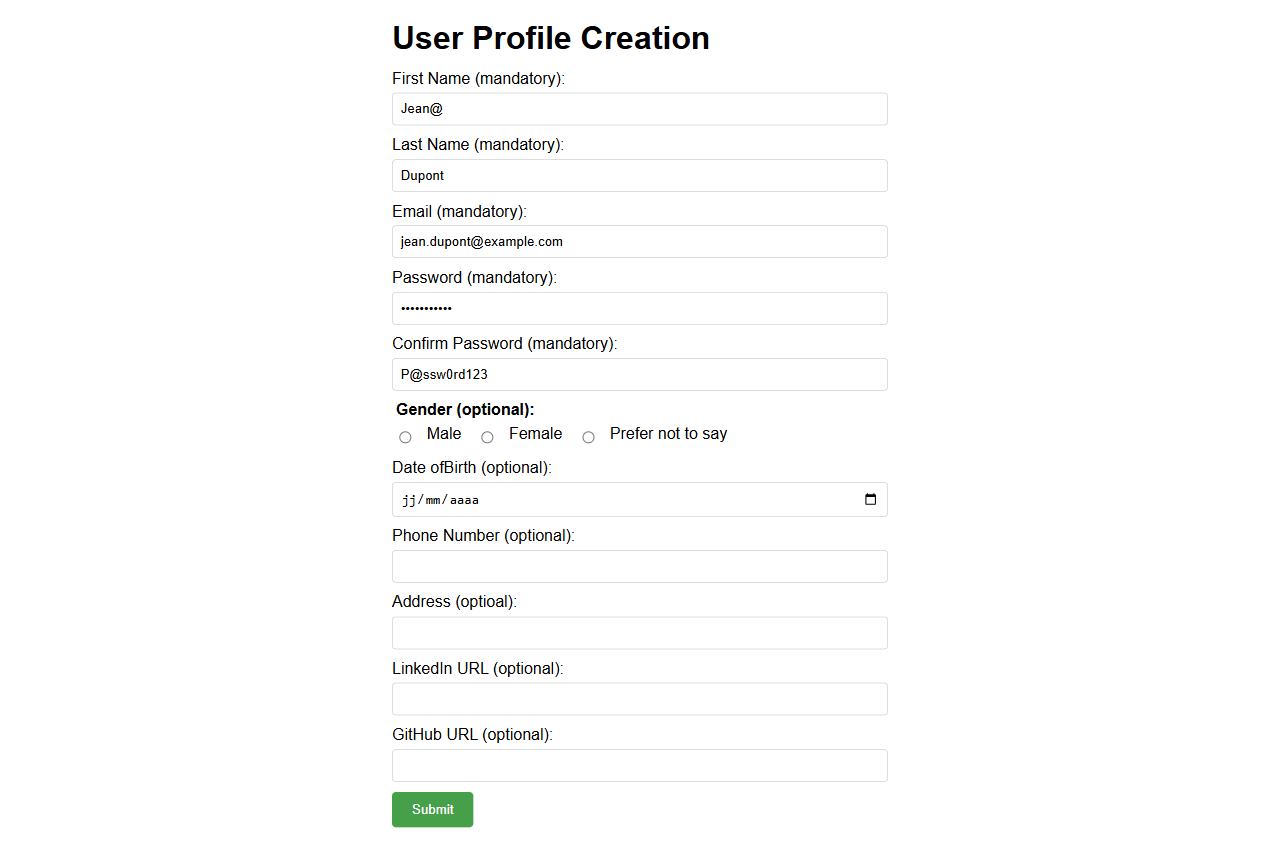 User Profile Creation
First Name (mandatory):
Jean@
Last Name (mandatory):
Dupont
Email (mandatory):
jean.dupont@example.com
Password (mandatory):
•••••••••••
Confirm Password (mandatory):
P@ssw0rd123
Gender (optional):
Male Female Prefer not to say
Date ofBirth (optional):
jj/mm/aaaa
Phone Number (optional):
Address (optioal):
LinkedIn URL (optional):
GitHub URL (optional):
Submit